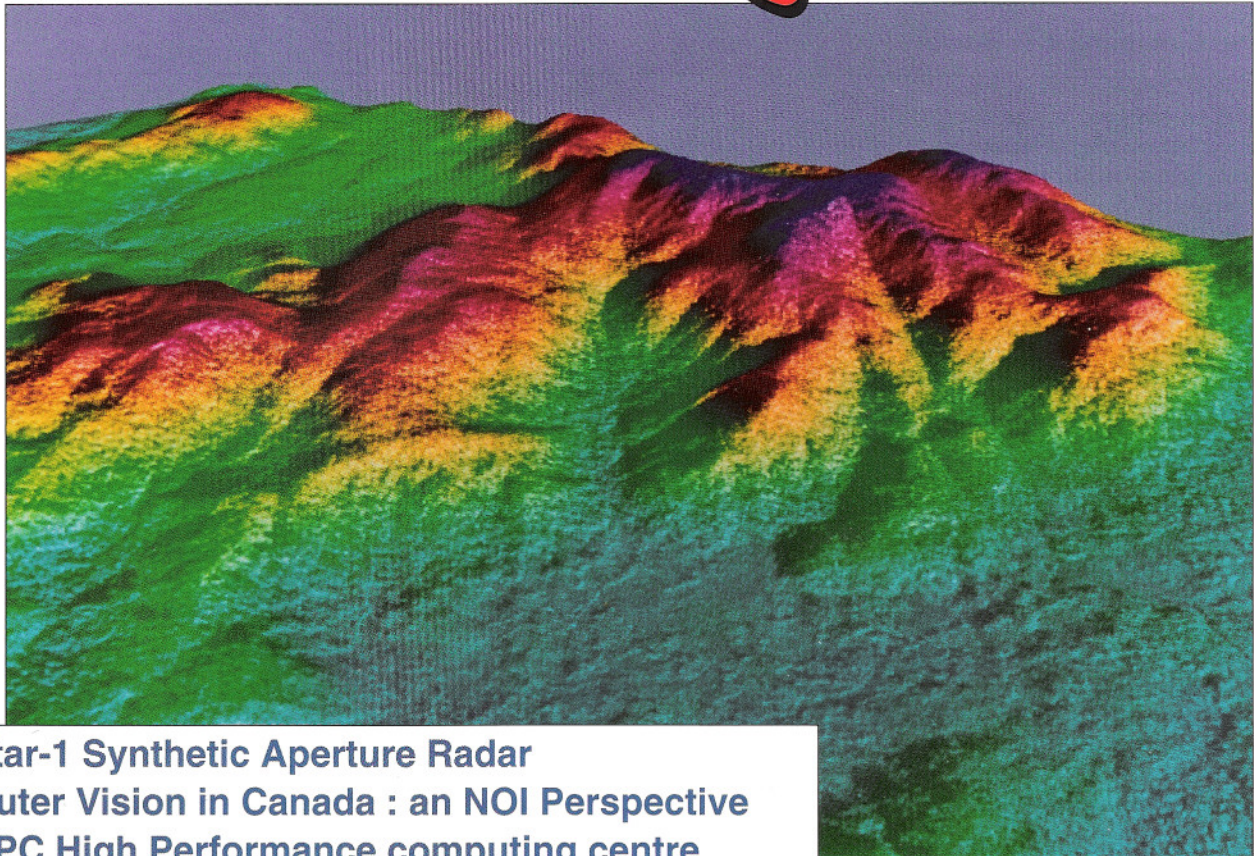 tar-1 Synthetic Aperture Radar
uter Vision in Canada : an NOI Perspective
PC High Performance computing centre